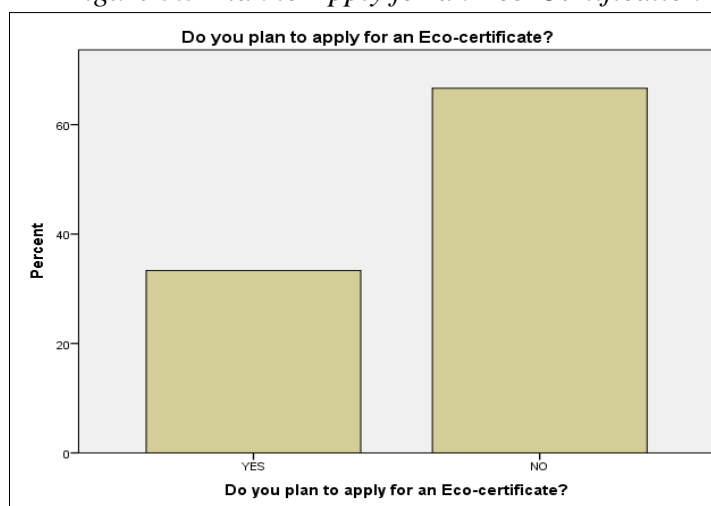 Do you plan to apply for an Eco-certificate?
Percent
60
40
20
0
YES
NO
Do you plan to apply for an Eco-certificate?